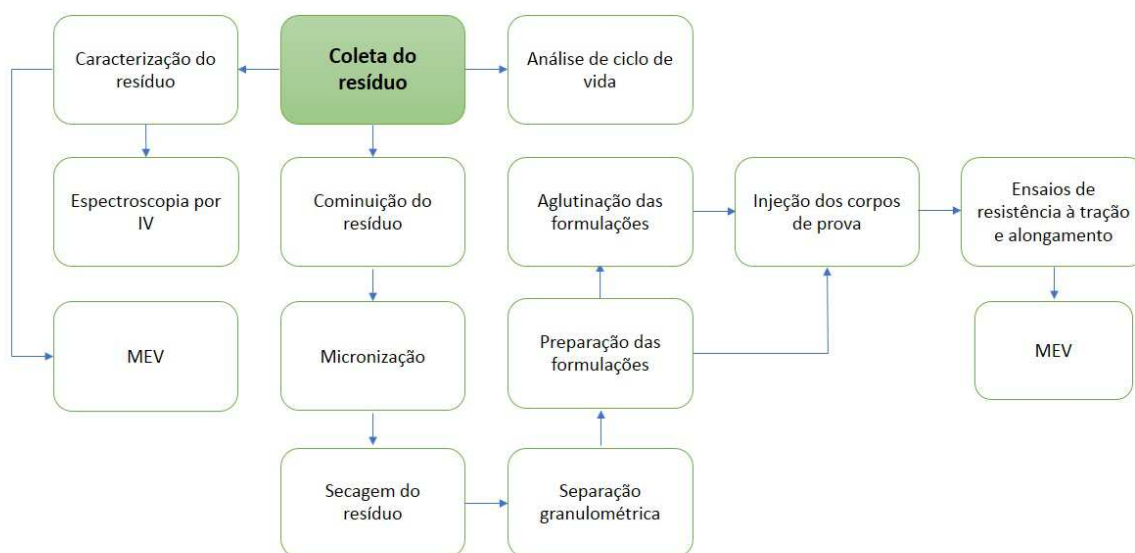 Caracterização do
resíduo
Coleta do
resíduo
Análise de ciclo de
vida
Espectroscopia por
IV
Cominuição do
resíduo
Aglutinação das
formulações
Injeção dos corpos
de prova
Ensaios de
resistência à tração
e alongamento
MEV
Micronização
Preparação das
formulações
MEV
Secagem do
resíduo
Separação
granulométrica